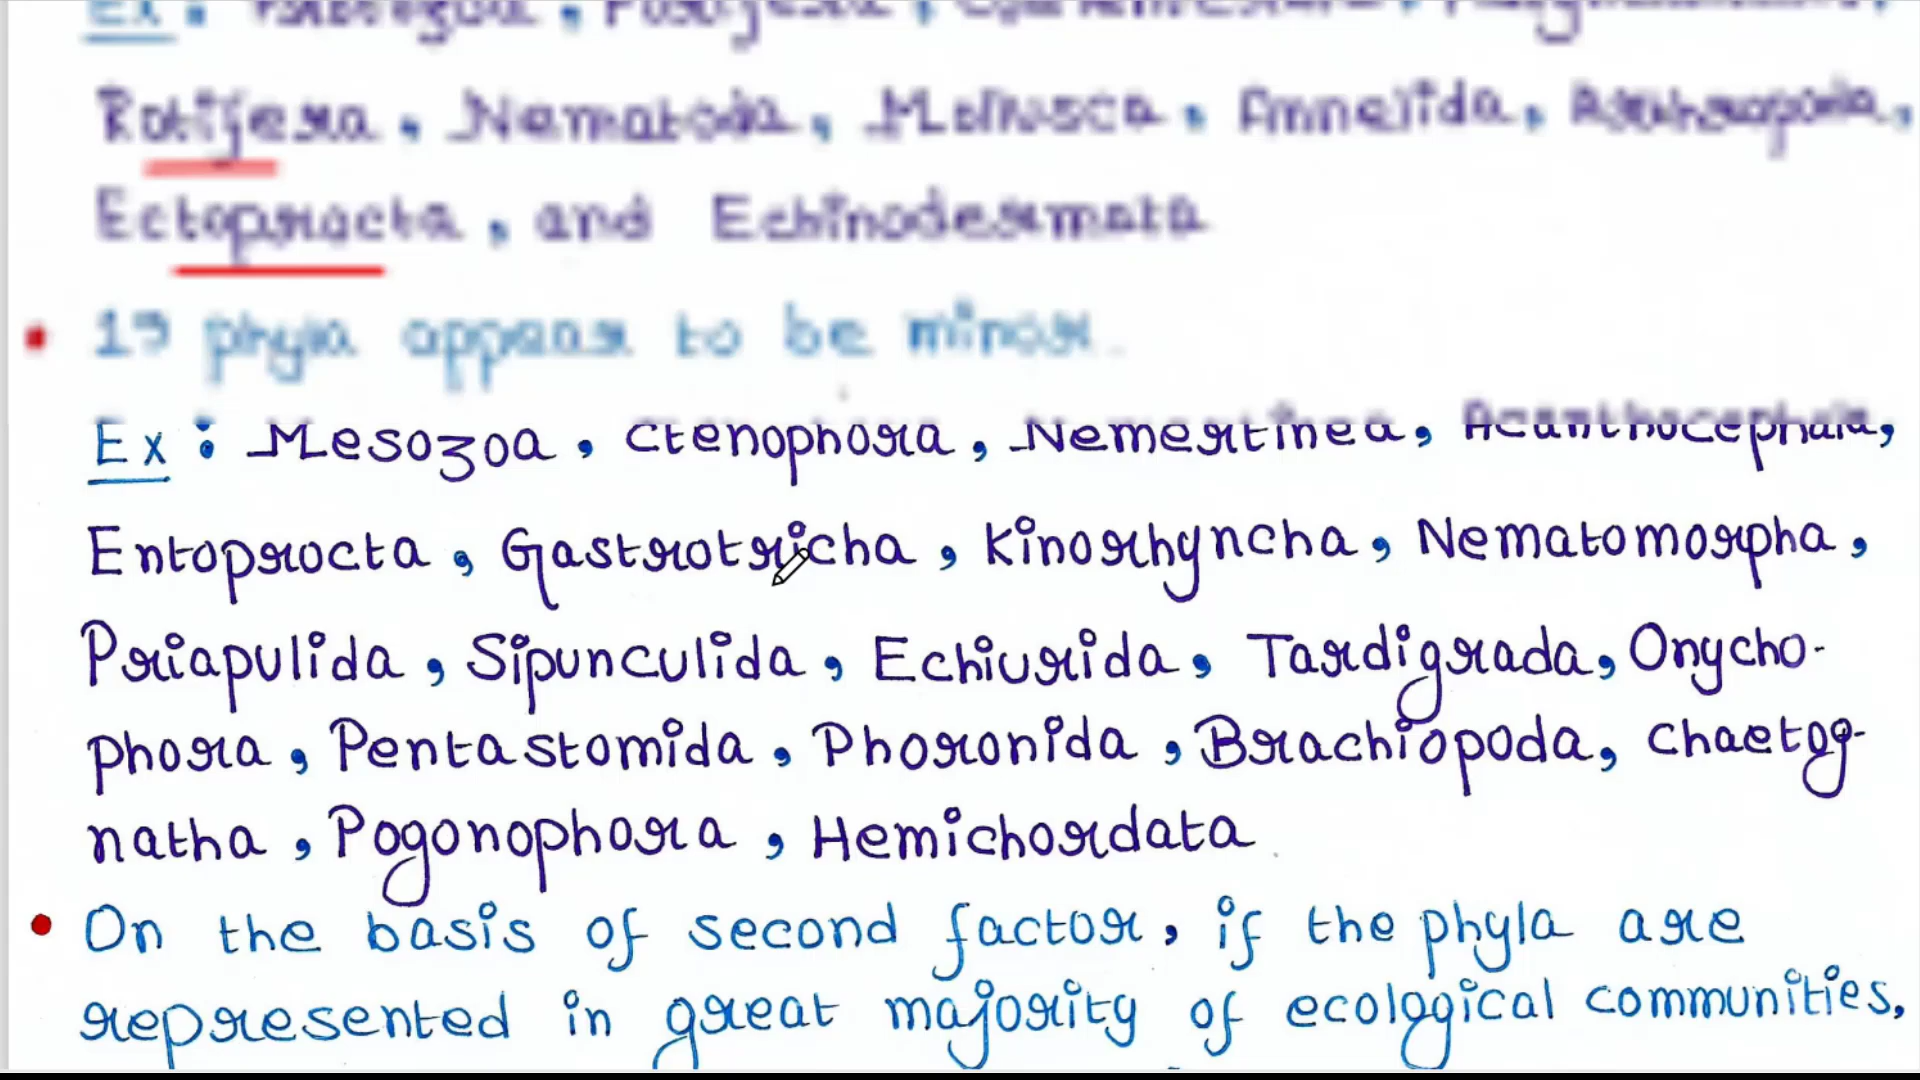 Ex :
Rotifera, Nematoda, Mollusca, Annelida, Arthropoda,
Ectoprocta, and Echinodermata
• 19 phyla appear to be minor.
Ex : Mesozoa, Ctenophora, Nemertinea, Acanthocephala,
Entoprocta, Gastrotricha, Kinorhyncha, Nematomorpha,
Priapulida, Sipunculida, Echiurida, Tardigrada, Onycho-
phora, Pentastomida, Phoronida, Brachiopoda, Chaetog-
natha, Pogonophora, Hemichordata
• On the basis of second factor, if the phyla are
represented in great majority of ecological communities,